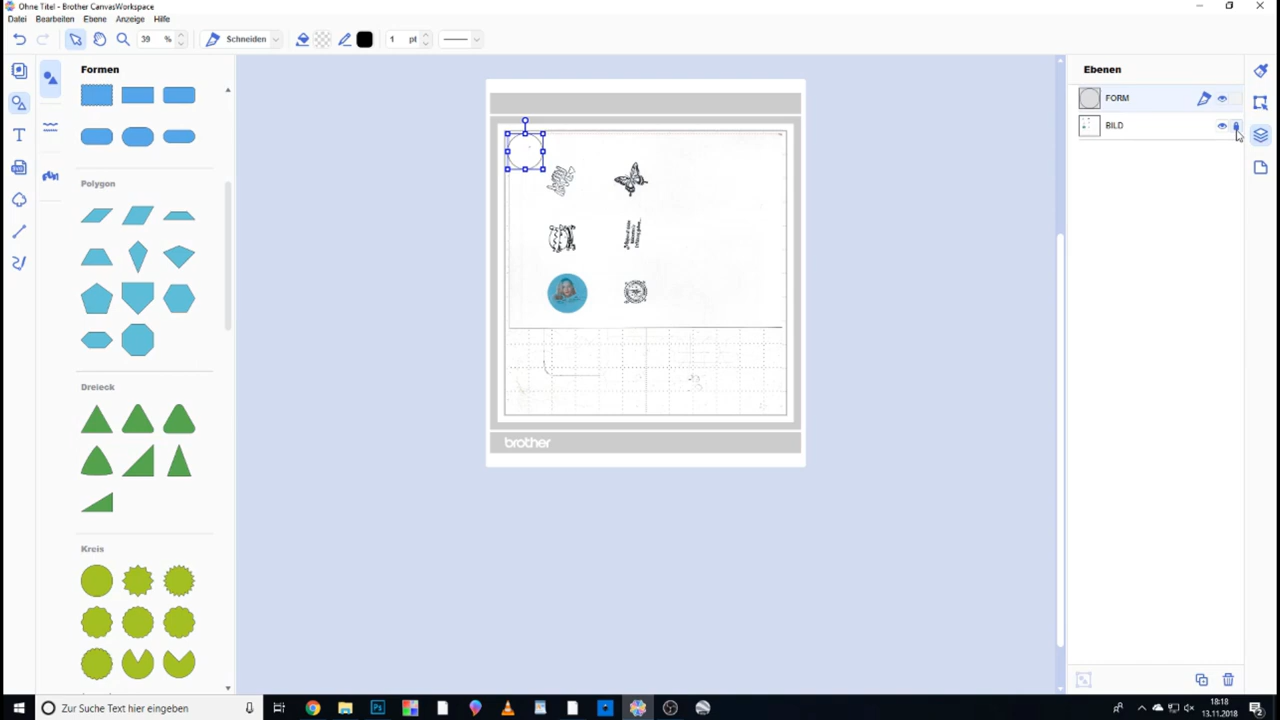 Ohne Titel - Brother CanvasWorkspace
Datei Bearbeiten Ebene Anzeige Hilfe
39 % Schneiden 1 pt
Formen
Polygon
Dreieck
Kreis
brother
Ebenen
FORM
BILD
Zur Suche Text hier eingeben
18:18
13.11.2018
2